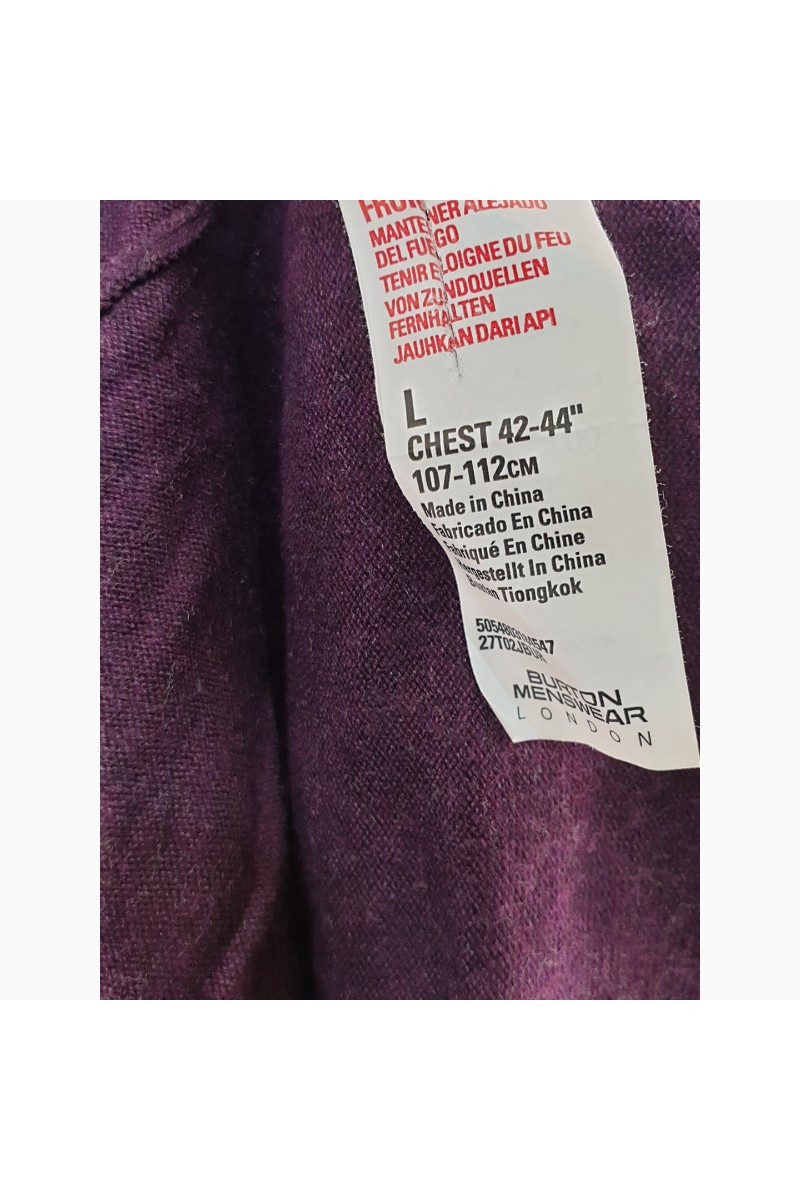 MANTENER ALEJADO
DEL FUEGO
TENIR ELOIGNE DU FEU
VON ZUNDQUELLEN
FERNHALTEN
JAUHKAN DARI API
L
CHEST 42-44"
107-112CM
Made in China
Fabricado En China
Fabriqué En Chine
Hergestellt In China
Buatan Tiongkok
27T02JBUR
BURTON
MENSWEAR
LONDON